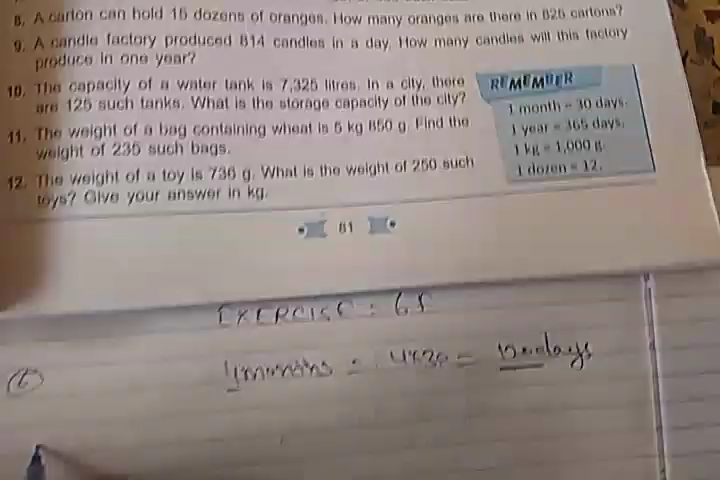 8. A carton can hold 15 dozens of oranges. How many oranges are there in 825 cartons?
9. A candle factory produced 814 candles in a day. How many candles will this factory
produce in one year?
10. The capacity of a water tank is 7,325 litres. In a city, there
are 125 such tanks. What is the storage capacity of the city?
11. The weight of a bag containing wheat is 5 kg 850 g. Find the
weight of 235 such bags.
12. The weight of a toy is 736 g. What is the weight of 250 such
toys? Give your answer in kg.
REMEMBER
1 month = 30 days.
1 year = 365 days.
1 kg = 1,000 g.
1 dozen = 12.
81
EXERCISE :
4 months = 4x30 = 120 days